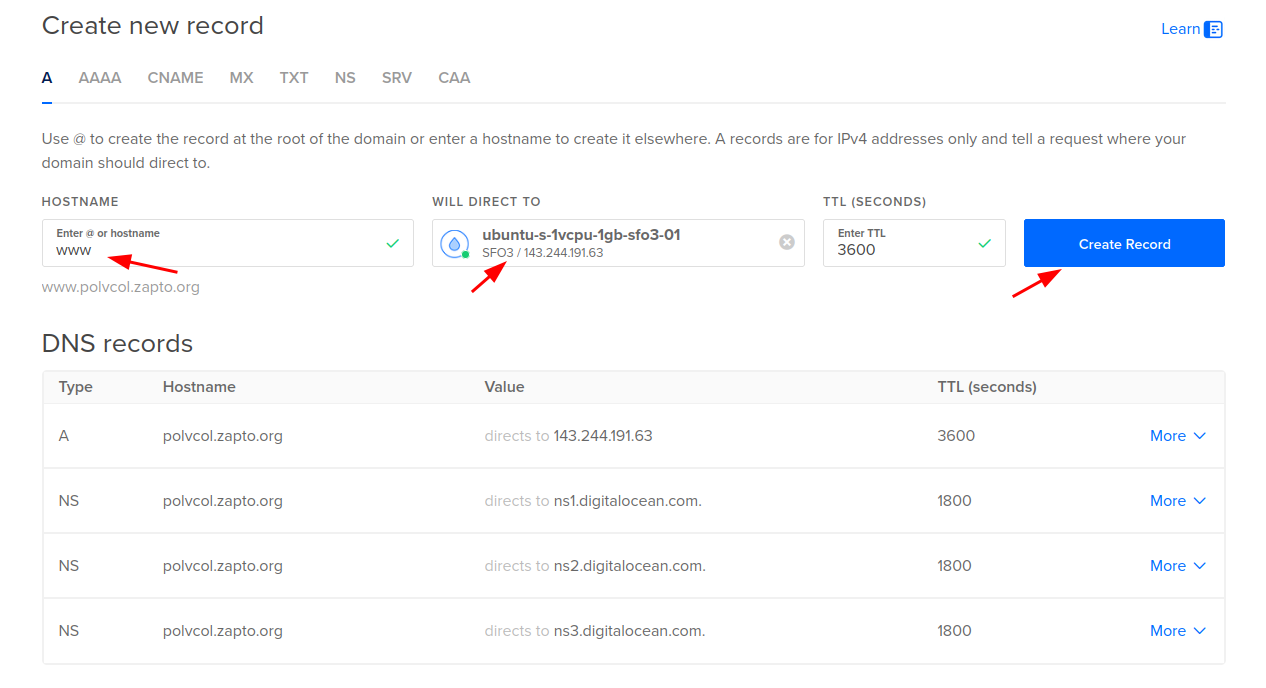 Create new record
Learn
A AAAA CNAME MX TXT NS SRV CAA
Use @ to create the record at the root of the domain or enter a hostname to create it elsewhere. A records are for IPv4 addresses only and tell a request where your
domain should direct to.
HOSTNAME WILL DIRECT TO TTL (SECONDS)
Enter @ or hostname
www
ubuntu-s-1vcpu-1gb-sfo3-01
SFO3 / 143.244.191.63
Enter TTL
3600
Create Record
www.polvcol.zapto.org
DNS records
Type Hostname Value TTL (seconds)
A polvcol.zapto.org directs to 143.244.191.63 3600 More
NS polvcol.zapto.org directs to ns1.digitalocean.com. 1800 More
NS polvcol.zapto.org directs to ns2.digitalocean.com. 1800 More
NS polvcol.zapto.org directs to ns3.digitalocean.com. 1800 More